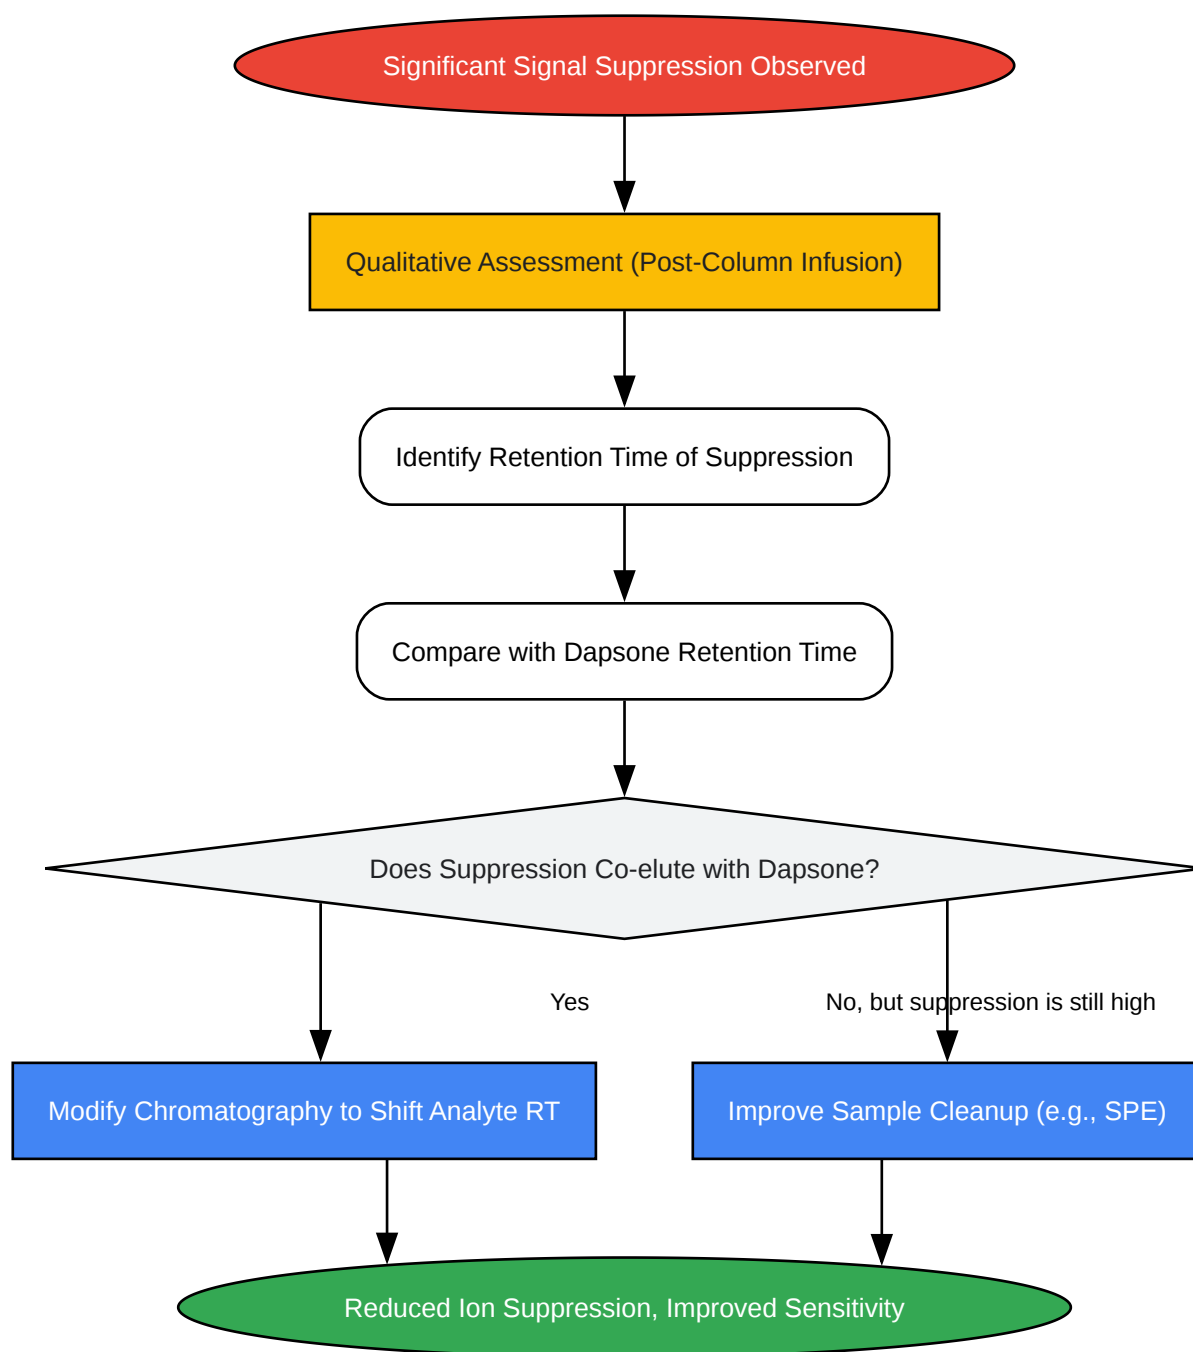 Significant Signal Suppression Observed
Qualitative Assessment (Post-Column Infusion)
Identify Retention Time of Suppression
Compare with Dapsone Retention Time
Does Suppression Co-elute with Dapsone?
Yes
No, but suppression is still high
Modify Chromatography to Shift Analyte RT
Improve Sample Cleanup (e.g., SPE)
Reduced Ion Suppression, Improved Sensitivity